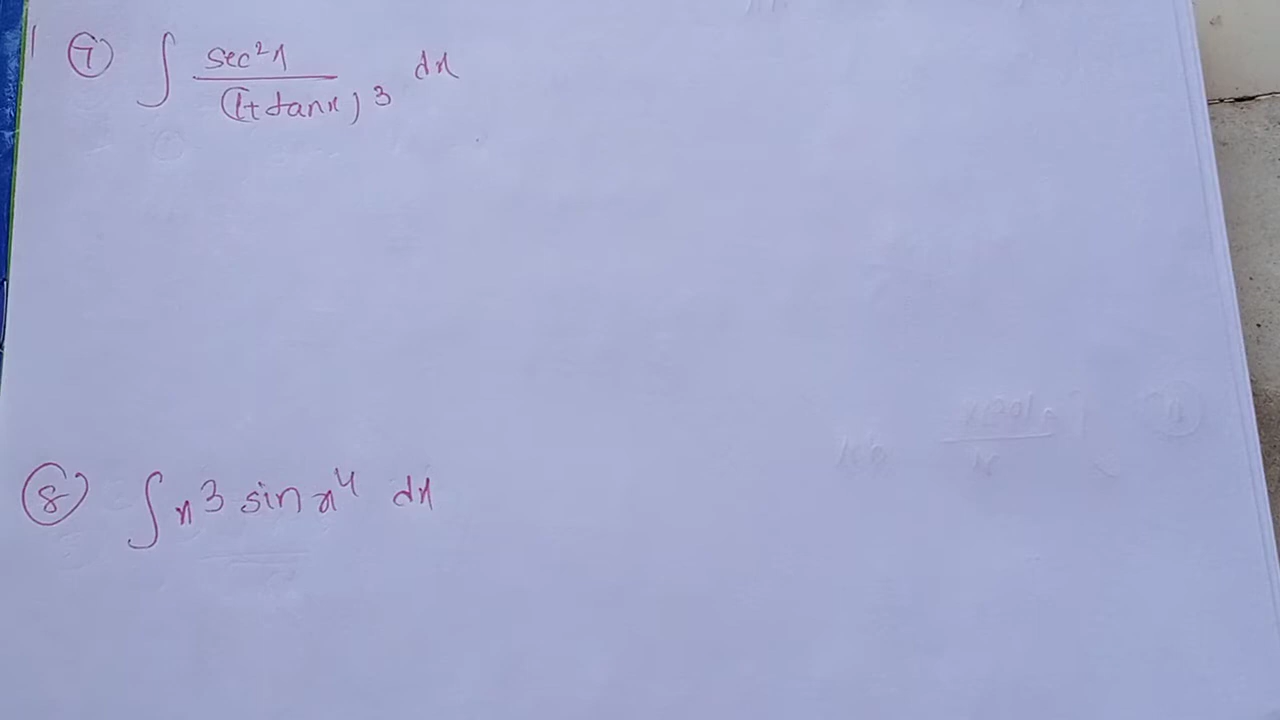 ⑦ ∫ sec²x / (1+tanx)³ dx
⑧ ∫x³ sin x⁴ dx